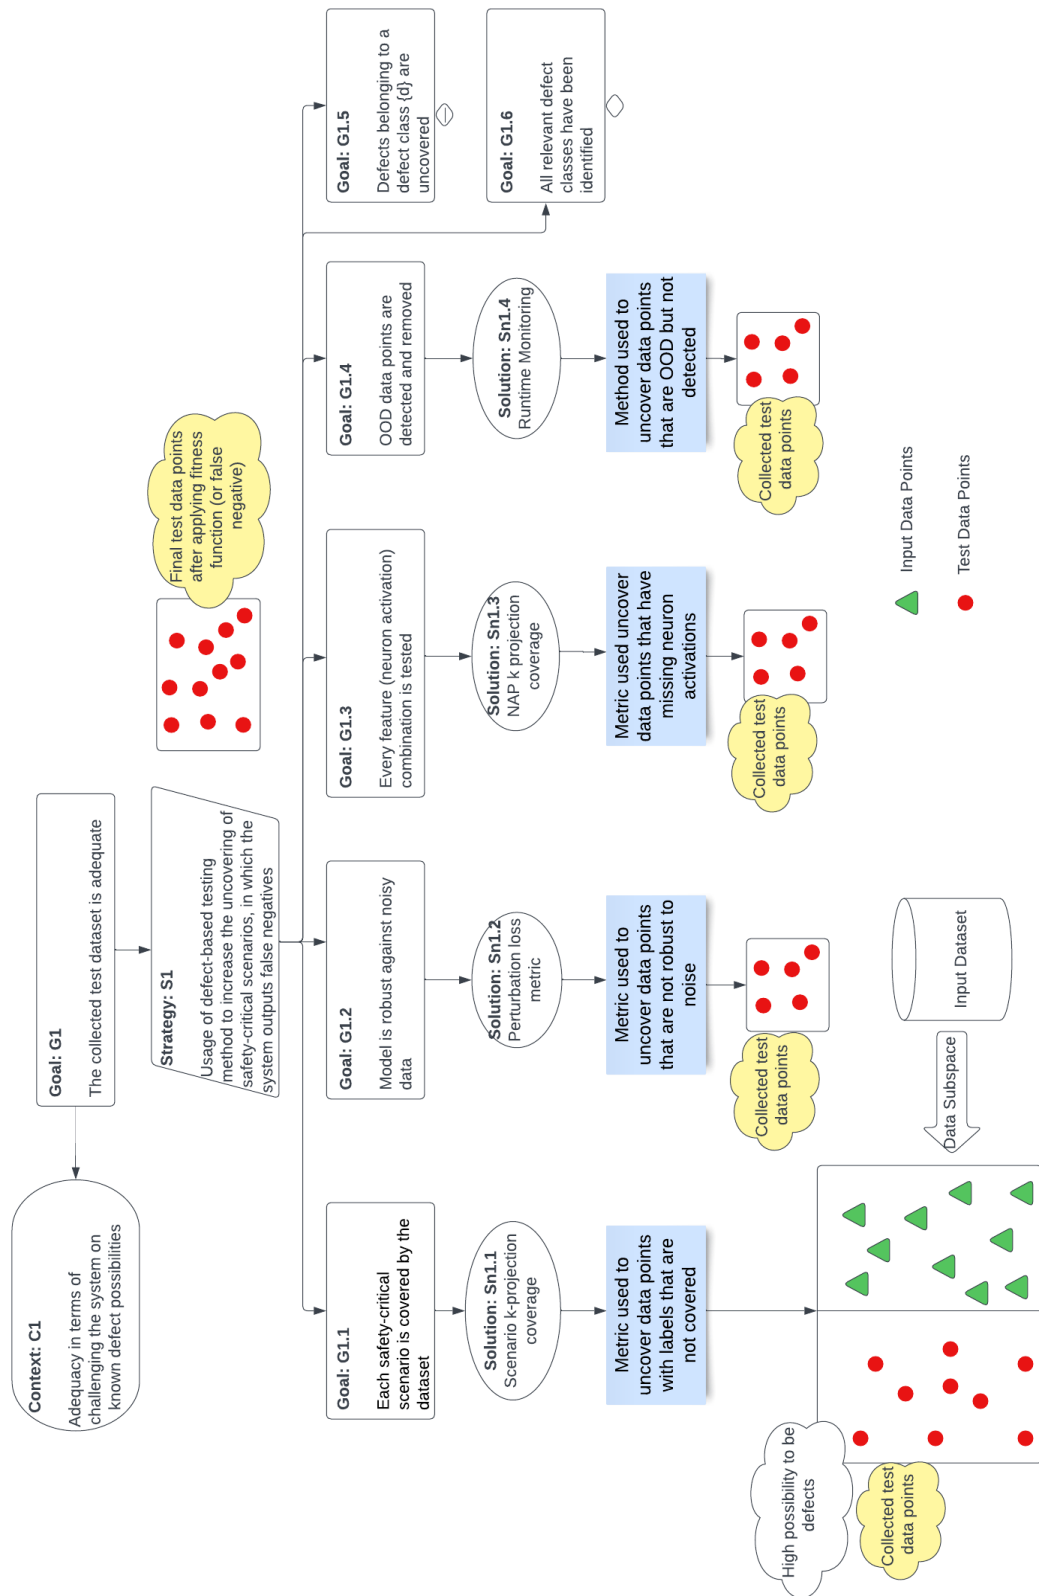 Context: C1
Adequacy in terms of
challenging the system on
known defect possibilities
Goal: G1
The collected test dataset is adequate
Strategy: S1
Usage of defect-based testing
method to increase the uncovering of
safety-critical scenarios, in which the
system outputs false negatives
Final test data points
after applying fitness
function (or false
negative)
Goal: G1.1
Each safety-critical
scenario is covered by the
dataset
Goal: G1.2
Model is robust against noisy
data
Goal: G1.3
Every feature (neuron activation)
combination is tested
Goal: G1.4
OOD data points are
detected and removed
Goal: G1.5
Defects belonging to a
defect class {d} are
uncovered
Goal: G1.6
All relevant defect
classes have been
identified
Solution: Sn1.1
Scenario k-projection
coverage
Solution: Sn1.2
Perturbation loss
metric
Solution: Sn1.3
NAP k projection
coverage
Solution: Sn1.4
Runtime Monitoring
Metric used to
uncover data points
with labels that are
not covered
Metric used to
uncover data points
that are not robust to
noise
Metric used uncover
data points that have
missing neuron
activations
Method used to
uncover data points
that are OOD but not
detected
High possibility to be
defects
Collected test
data points
Collected test
data points
Collected test
data points
Collected test
data points
Data Subspace
Input Dataset
Input Data Points
Test Data Points